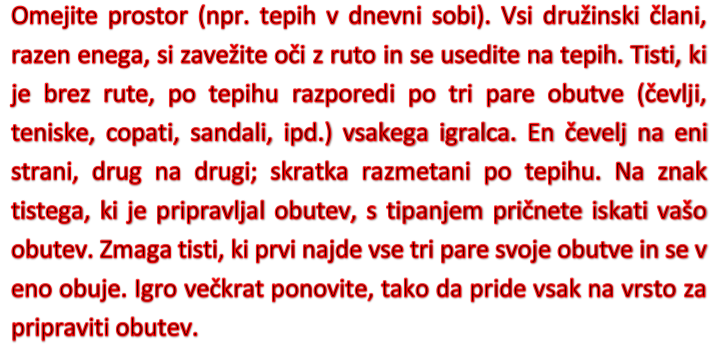 Omejite prostor (npr. tepih v dnevni sobi). Vsi družinski člani,
razen enega, si zavežite oči z ruto in se usedite na tepih. Tisti, ki
je brez rute, po tepihu razporedi po tri pare obutve (čevlji,
teniske, copati, sandali, ipd.) vsakega igralca. En čevelj na eni
strani, drug na drugi; skratka razmetani po tepihu. Na znak
tistega, ki je pripravljal obutev, s tipanjem pričnete iskati vašo
obutev. Zmaga tisti, ki prvi najde vse tri pare svoje obutve in se v
eno obuje. Igro večkrat ponovite, tako da pride vsak na vrsto za
pripraviti obutev.